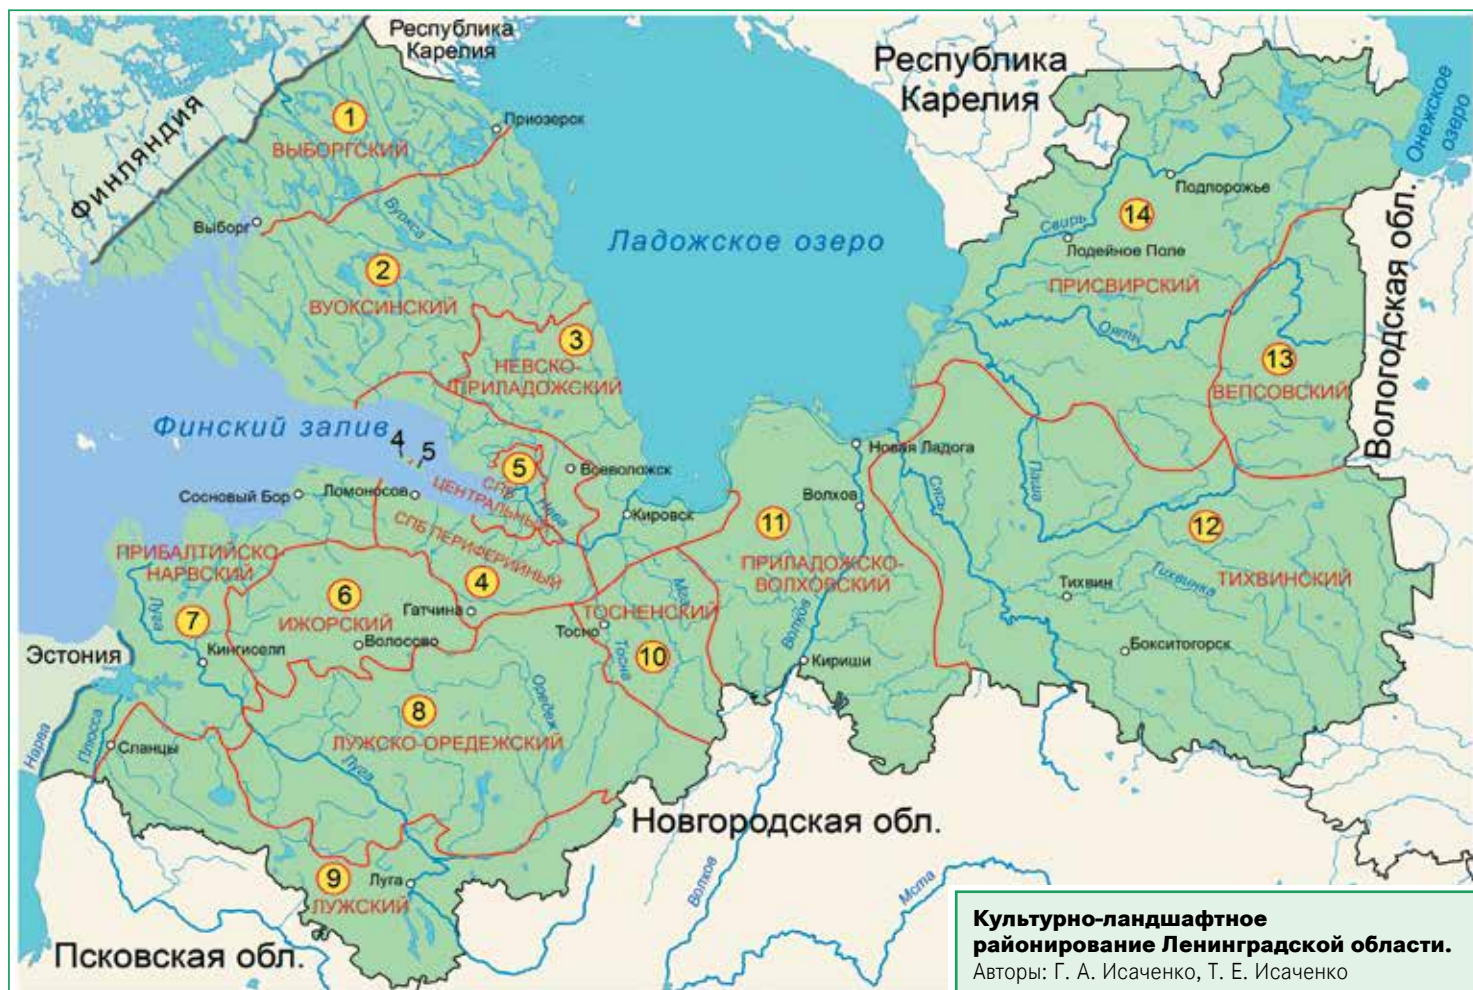 Республика
Карелия
Республика
Карелия
Онежское
озеро
ФИНЛЯНДИЯ
1
ВЫБОРГСКИЙ
Приозерск
Выборг
Вуокса
2
ВУОКСИНСКИЙ
Ладожское озеро
Подпорожье
14
Свирь
Лодейное Поле
ПРИСВИРСКИЙ
Оять
Вологодская обл.
3
НЕВСКО-
ПРИЛАДОЖСКИЙ
13
ВЕПСОВСКИЙ
Финский залив
4
5
5
СПБ
ЦЕНТРАЛЬНЫЙ
Нева
Всеволожск
Новая Ладога
Сосновый Бор
Ломоносов
Кировск
Волхов
Сясь
Паша
СПБ ПЕРИФЕРИЙНЫЙ
11
ПРИЛАДОЖСКО-
ВОЛХОВСКИЙ
12
ТИХВИНСКИЙ
Тихвин
Тихвинка
ПРИБАЛТИЙСКО-
НАРВСКИЙ
Луга
7
6
ИЖОРСКИЙ
4
Гатчина
ТОСНЕНСКИЙ
Мга
Тосно
Тосна
10
Волхов
Кингисепп
Волосово
Кириши
Бокситогорск
Эстония
8
ЛУЖСКО-ОРЕДЕЖСКИЙ
Оредеж
Нарва
Плюсса
Сланцы
Луга
Новгородская обл.
Волхов
Мста
9
ЛУЖСКИЙ
Луга
Псковская обл.
Культурно-ландшафтное
районирование Ленинградской области.
Авторы: Г. А. Исаченко, Т. Е. Исаченко